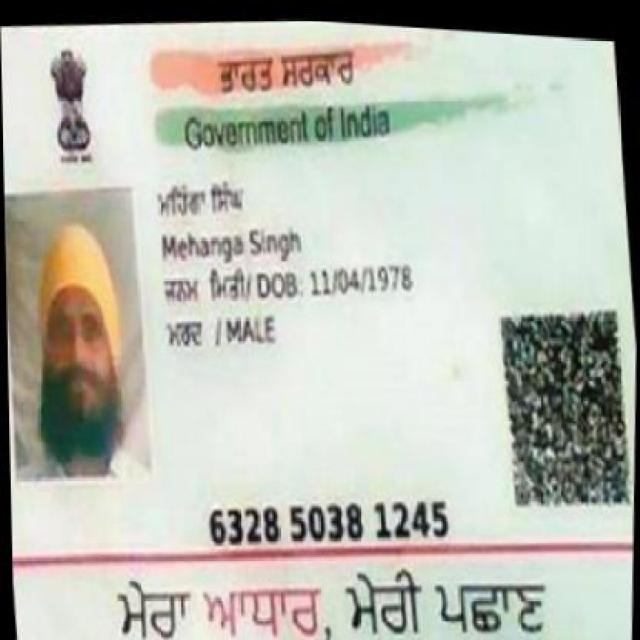 ਭਾਰਤ ਸਰਕਾਰ
Government of India
ਮਹਿੰਗਾ ਸਿੰਘ
Mehanga Singh
ਜਨਮ ਮਿਤੀ/ DOB: 11/04/1978
ਮਰਦ / MALE
6328 5038 1245
ਮੇਰਾ ਆਧਾਰ, ਮੇਰੀ ਪਛਾਣ